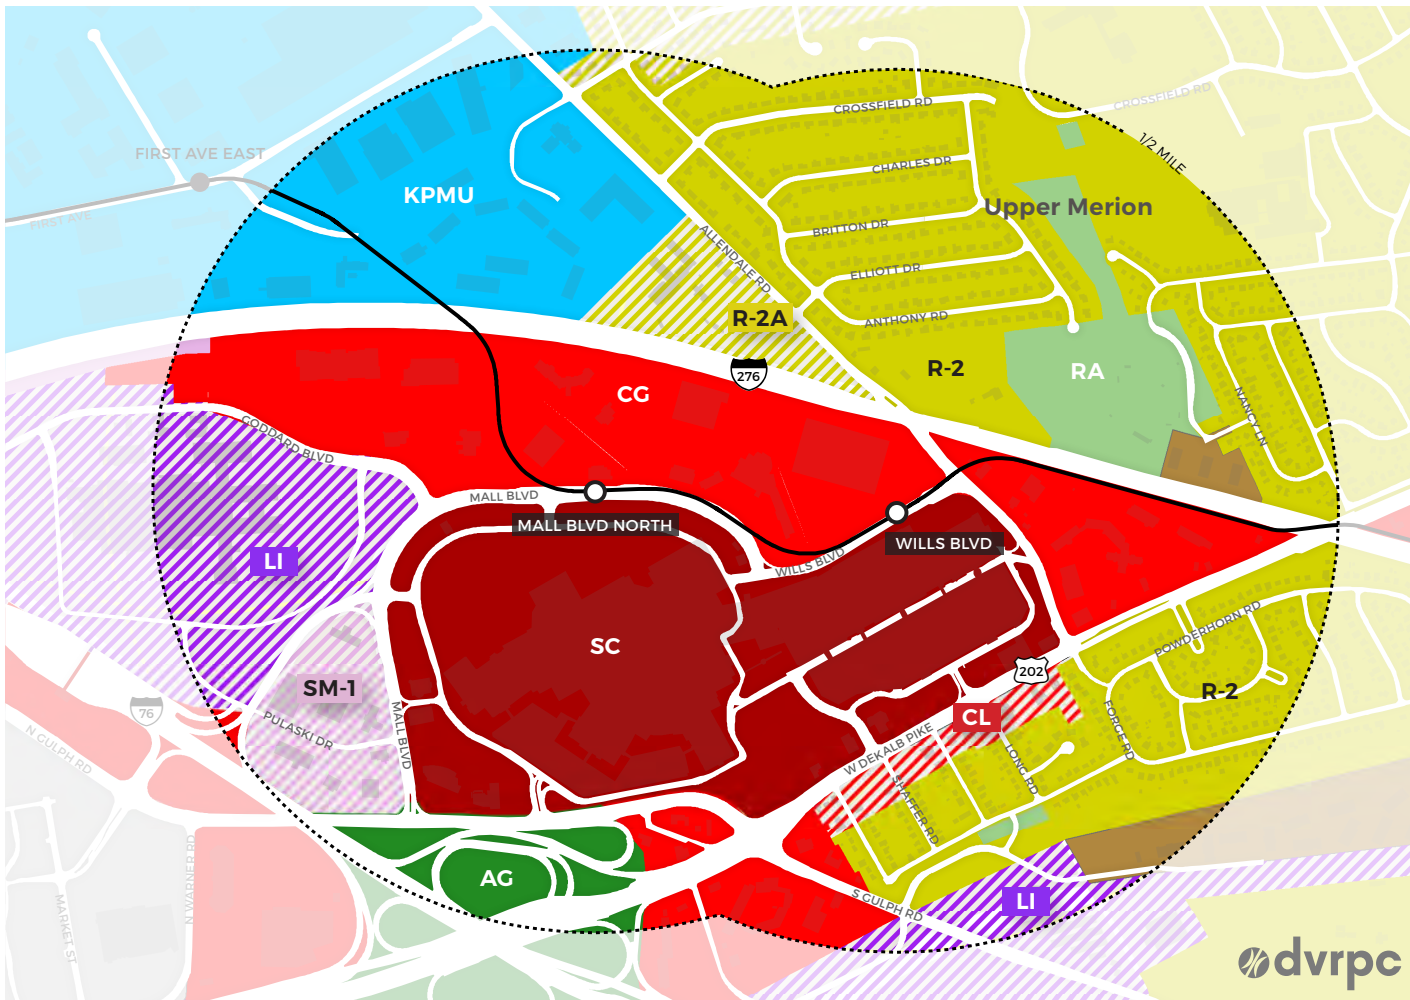 CROSSFIELD RD
CROSSFIELD RD
1/2 MILE
FIRST AVE EAST
CHARLES DR
KPMU
Upper Merion
FIRST AVE
BRITTON DR
ALLENDALE RD
ELLIOTT DR
R-2A
ANTHONY RD
276
R-2
RA
CG
NANCY LN
GODDARD BLVD
MALL BLVD
MALL BLVD NORTH
WILLS BLVD
WILLS BLVD
LI
POWDERHORN RD
SC
202
SM-1
R-2
76
CL
PULASKI DR
MALL BLVD
FORGE RD
N GULPH RD
W DEKALB PIKE
LONG RD
SHAFFER RD
N WARNER RD
AG
LI
S GULPH RD
MARKET ST
dvrpc